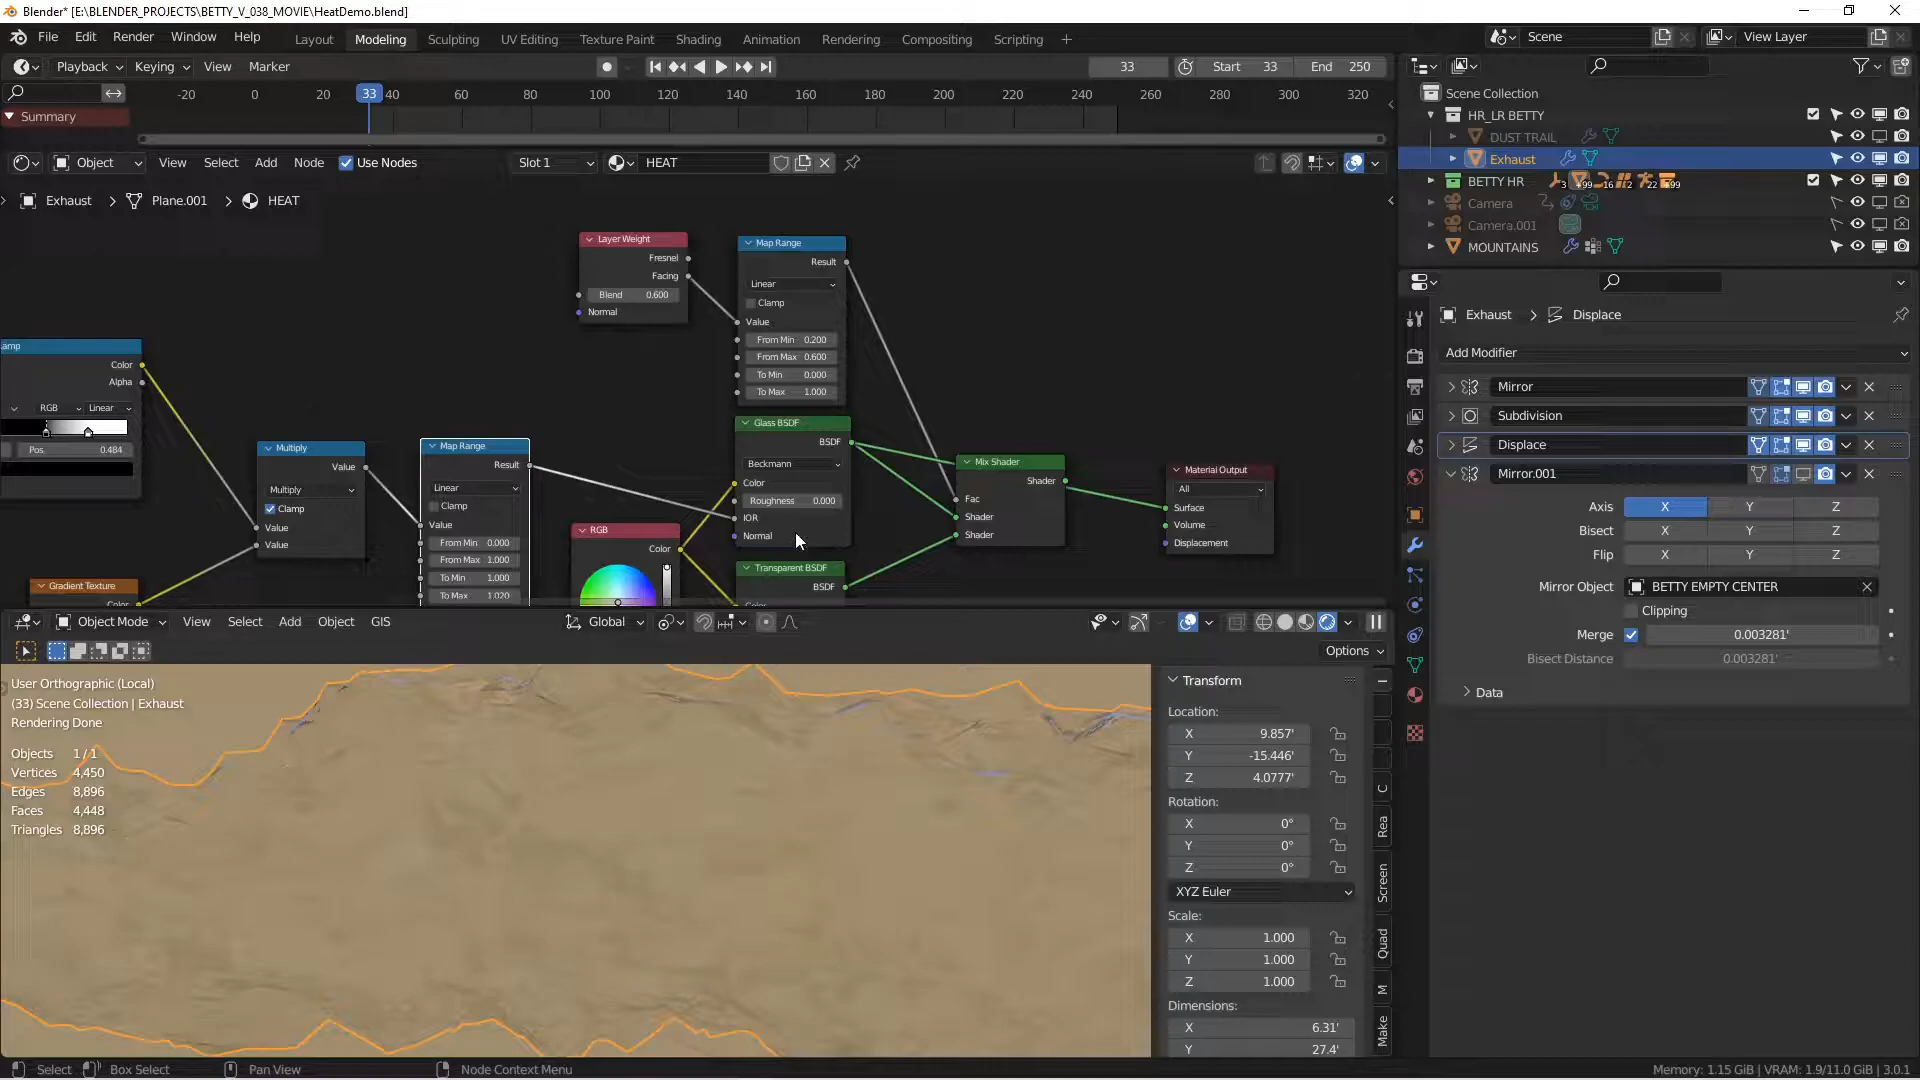 Blender* [E:\BLENDER_PROJECTS\BETTY_V_038_MOVIE\HeatDemo.blend]
File Edit Render Window Help
Layout Modeling Sculpting UV Editing Texture Paint Shading Animation Rendering Compositing Scripting +
Scene
View Layer
Playback Keying View Marker
33
Start 33
End 250
-20 0 20 33 40 60 80 100 120 140 160 180 200 220 240 260 280 300 320
Summary
Object View Select Add Node Use Nodes
Slot 1
HEAT
Exhaust > Plane.001 > HEAT
Layer Weight
Fresnel
Facing
Blend 0.600
Normal
Map Range
Result
Linear
Clamp
Value
From Min 0.200
From Max 0.600
To Min 0.000
To Max 1.000
amp
Color
Alpha
RGB Linear
Pos. 0.484
Multiply
Value
Multiply
Clamp
Value
Value
Gradient Texture
Color
Map Range
Result
Linear
Clamp
Value
From Min 0.000
From Max 1.000
To Min 1.000
To Max 1.020
RGB
Color
Glass BSDF
BSDF
Beckmann
Color
Roughness 0.000
IOR
Normal
Transparent BSDF
BSDF
Color
Mix Shader
Shader
Fac
Shader
Shader
Material Output
All
Surface
Volume
Displacement
Object Mode View Select Add Object GIS
Global
Options
User Orthographic (Local)
(33) Scene Collection | Exhaust
Rendering Done
Objects 1/1
Vertices 4,450
Edges 8,896
Faces 4,448
Triangles 8,896
Transform
Location:
X 9.857'
Y -15.446'
Z 4.0777'
Rotation:
X 0°
Y 0°
Z 0°
XYZ Euler
Scale:
X 1.000
Y 1.000
Z 1.000
Dimensions:
X 6.31'
Y 27.4'
C
Rea
Screen
Quad
M
Make
Scene Collection
HR_LR BETTY
DUST TRAIL
Exhaust
BETTY HR
Camera
Camera.001
MOUNTAINS
Exhaust > Displace
Add Modifier
Mirror
Subdivision
Displace
Mirror.001
Axis X Y Z
Bisect X Y Z
Flip X Y Z
Mirror Object BETTY EMPTY CENTER
Clipping
Merge 0.003281'
Bisect Distance 0.003281'
Data
Select Box Select Pan View Node Context Menu
Memory: 1.15 GiB | VRAM: 1.9/11.0 GiB | 3.0.1